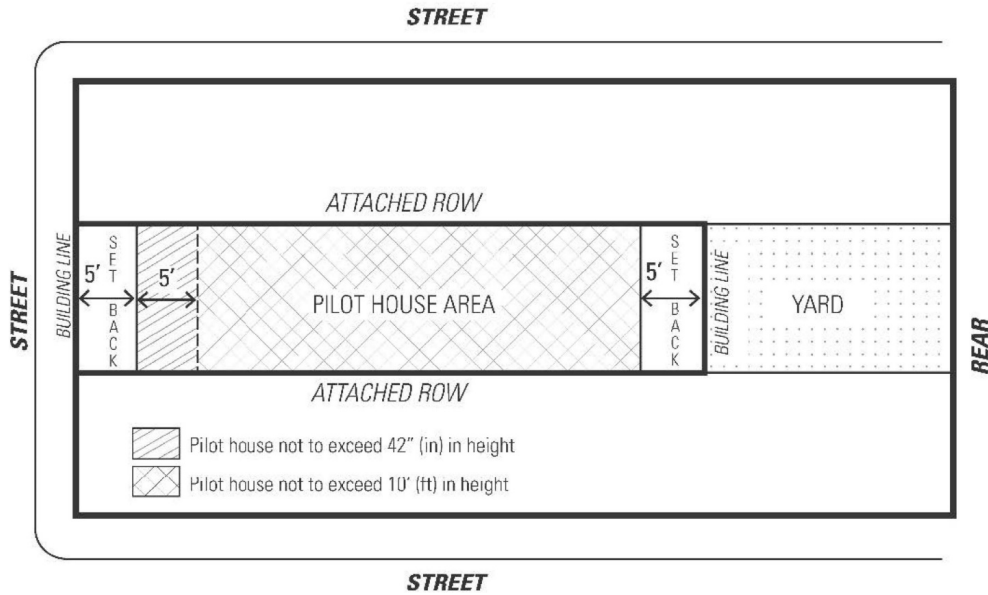 STREET
ATTACHED ROW
STREET
BUILDING LINE
5'
SET BACK
5'
PILOT HOUSE AREA
5'
SET BACK
BUILDING LINE
YARD
REAR
ATTACHED ROW
Pilot house not to exceed 42" (in) in height
Pilot house not to exceed 10' (ft) in height
STREET